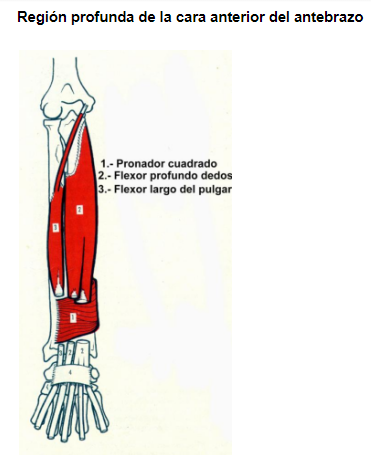 Región profunda de la cara anterior del antebrazo
1.- Pronador cuadrado
2.- Flexor profundo dedos
3.- Flexor largo del pulgar
2
3
1
4